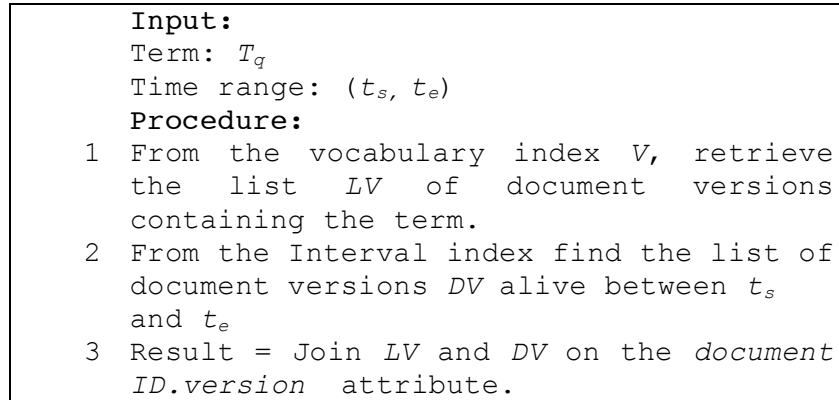 Input:
Term: Tq
Time range: (ts, te)
Procedure:
1 From the vocabulary index V, retrieve
the list LV of document versions
containing the term.
2 From the Interval index find the list of
document versions DV alive between ts
and te
3 Result = Join LV and DV on the document
ID.version attribute.